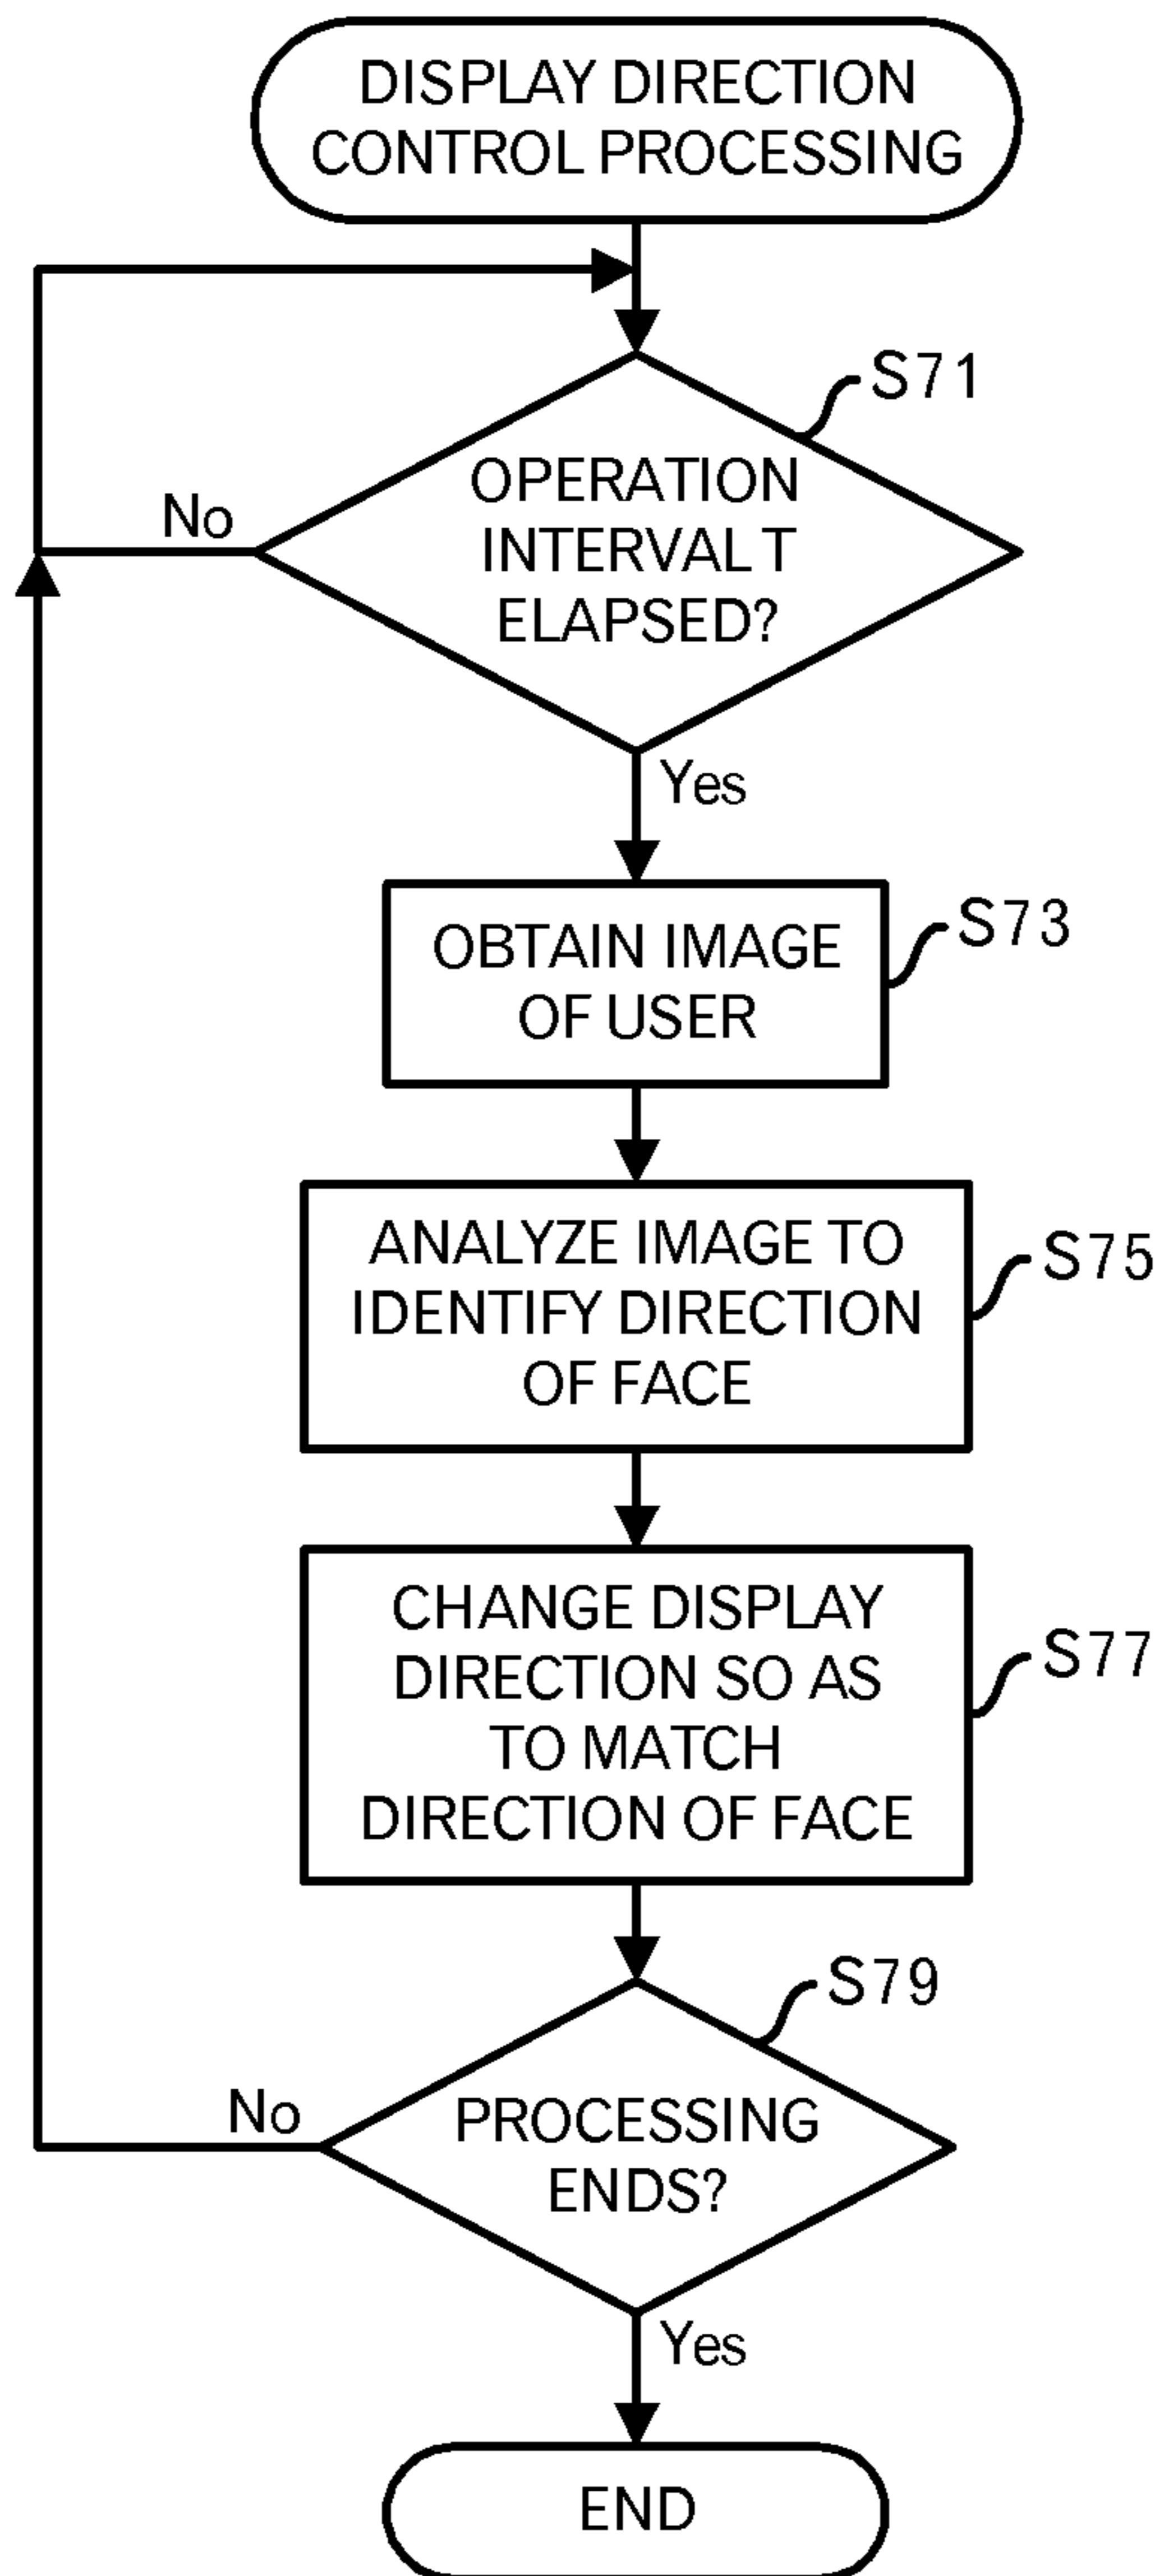 DISPLAY DIRECTION
CONTROL PROCESSING
S71
OPERATION
INTERVAL T
ELAPSED?
No
Yes
S73
OBTAIN IMAGE
OF USER
S75
ANALYZE IMAGE TO
IDENTIFY DIRECTION
OF FACE
S77
CHANGE DISPLAY
DIRECTION SO AS
TO MATCH
DIRECTION OF FACE
S79
PROCESSING
ENDS?
No
Yes
END